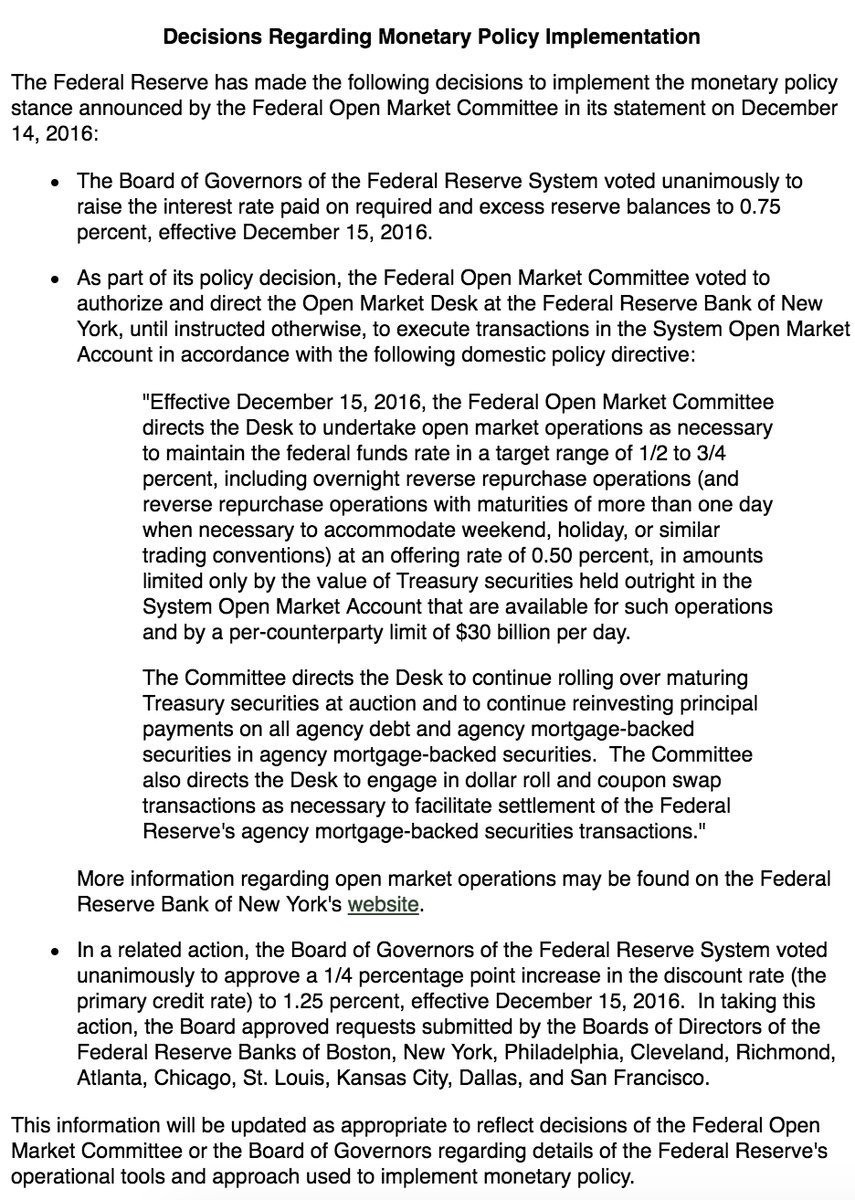 Decisions Regarding Monetary Policy Implementation
The Federal Reserve has made the following decisions to implement the monetary policy
stance announced by the Federal Open Market Committee in its statement on December
14, 2016:
• The Board of Governors of the Federal Reserve System voted unanimously to
raise the interest rate paid on required and excess reserve balances to 0.75
percent, effective December 15, 2016.
• As part of its policy decision, the Federal Open Market Committee voted to
authorize and direct the Open Market Desk at the Federal Reserve Bank of New
York, until instructed otherwise, to execute transactions in the System Open Market
Account in accordance with the following domestic policy directive:
"Effective December 15, 2016, the Federal Open Market Committee
directs the Desk to undertake open market operations as necessary
to maintain the federal funds rate in a target range of 1/2 to 3/4
percent, including overnight reverse repurchase operations (and
reverse repurchase operations with maturities of more than one day
when necessary to accommodate weekend, holiday, or similar
trading conventions) at an offering rate of 0.50 percent, in amounts
limited only by the value of Treasury securities held outright in the
System Open Market Account that are available for such operations
and by a per-counterparty limit of $30 billion per day.
The Committee directs the Desk to continue rolling over maturing
Treasury securities at auction and to continue reinvesting principal
payments on all agency debt and agency mortgage-backed
securities in agency mortgage-backed securities.  The Committee
also directs the Desk to engage in dollar roll and coupon swap
transactions as necessary to facilitate settlement of the Federal
Reserve's agency mortgage-backed securities transactions."
More information regarding open market operations may be found on the Federal
Reserve Bank of New York's website.
• In a related action, the Board of Governors of the Federal Reserve System voted
unanimously to approve a 1/4 percentage point increase in the discount rate (the
primary credit rate) to 1.25 percent, effective December 15, 2016.  In taking this
action, the Board approved requests submitted by the Boards of Directors of the
Federal Reserve Banks of Boston, New York, Philadelphia, Cleveland, Richmond,
Atlanta, Chicago, St. Louis, Kansas City, Dallas, and San Francisco.
This information will be updated as appropriate to reflect decisions of the Federal Open
Market Committee or the Board of Governors regarding details of the Federal Reserve's
operational tools and approach used to implement monetary policy.